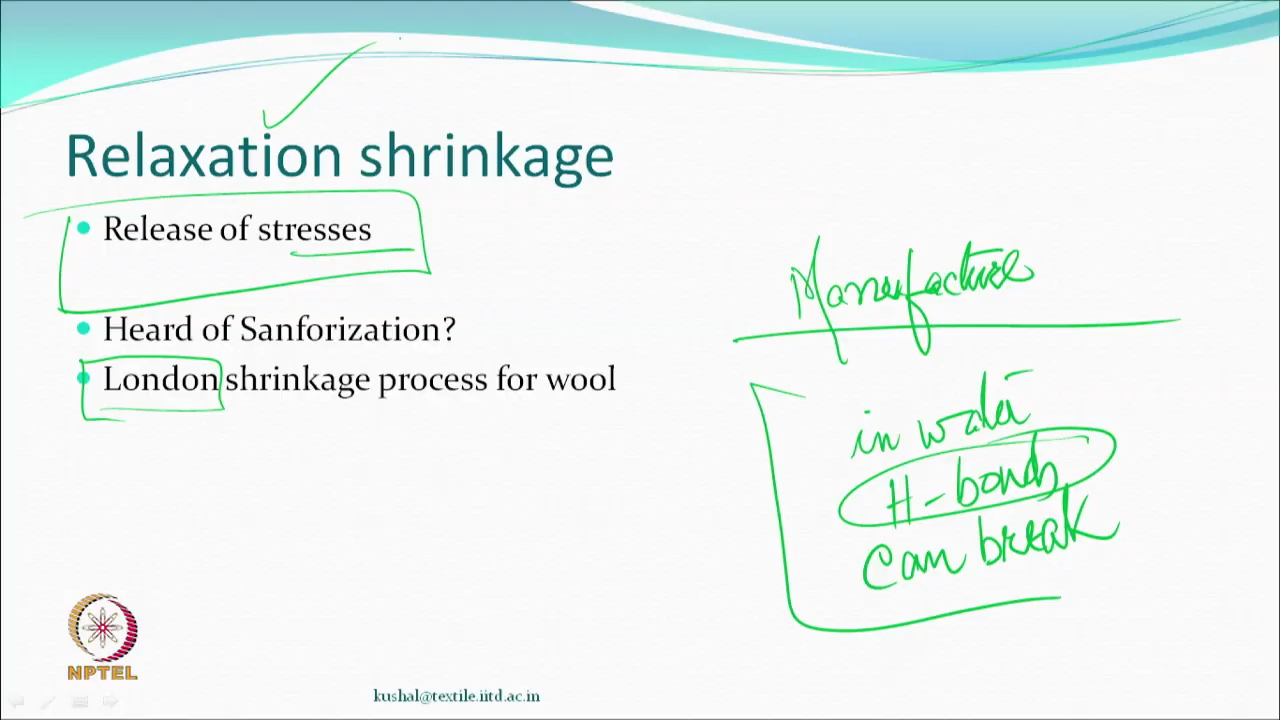 Relaxation shrinkage
Release of stresses
Heard of Sanforization?
London shrinkage process for wool
Manufacture
in water
H-bonds
can break
NPTEL
kushal@textile.iitd.ac.in